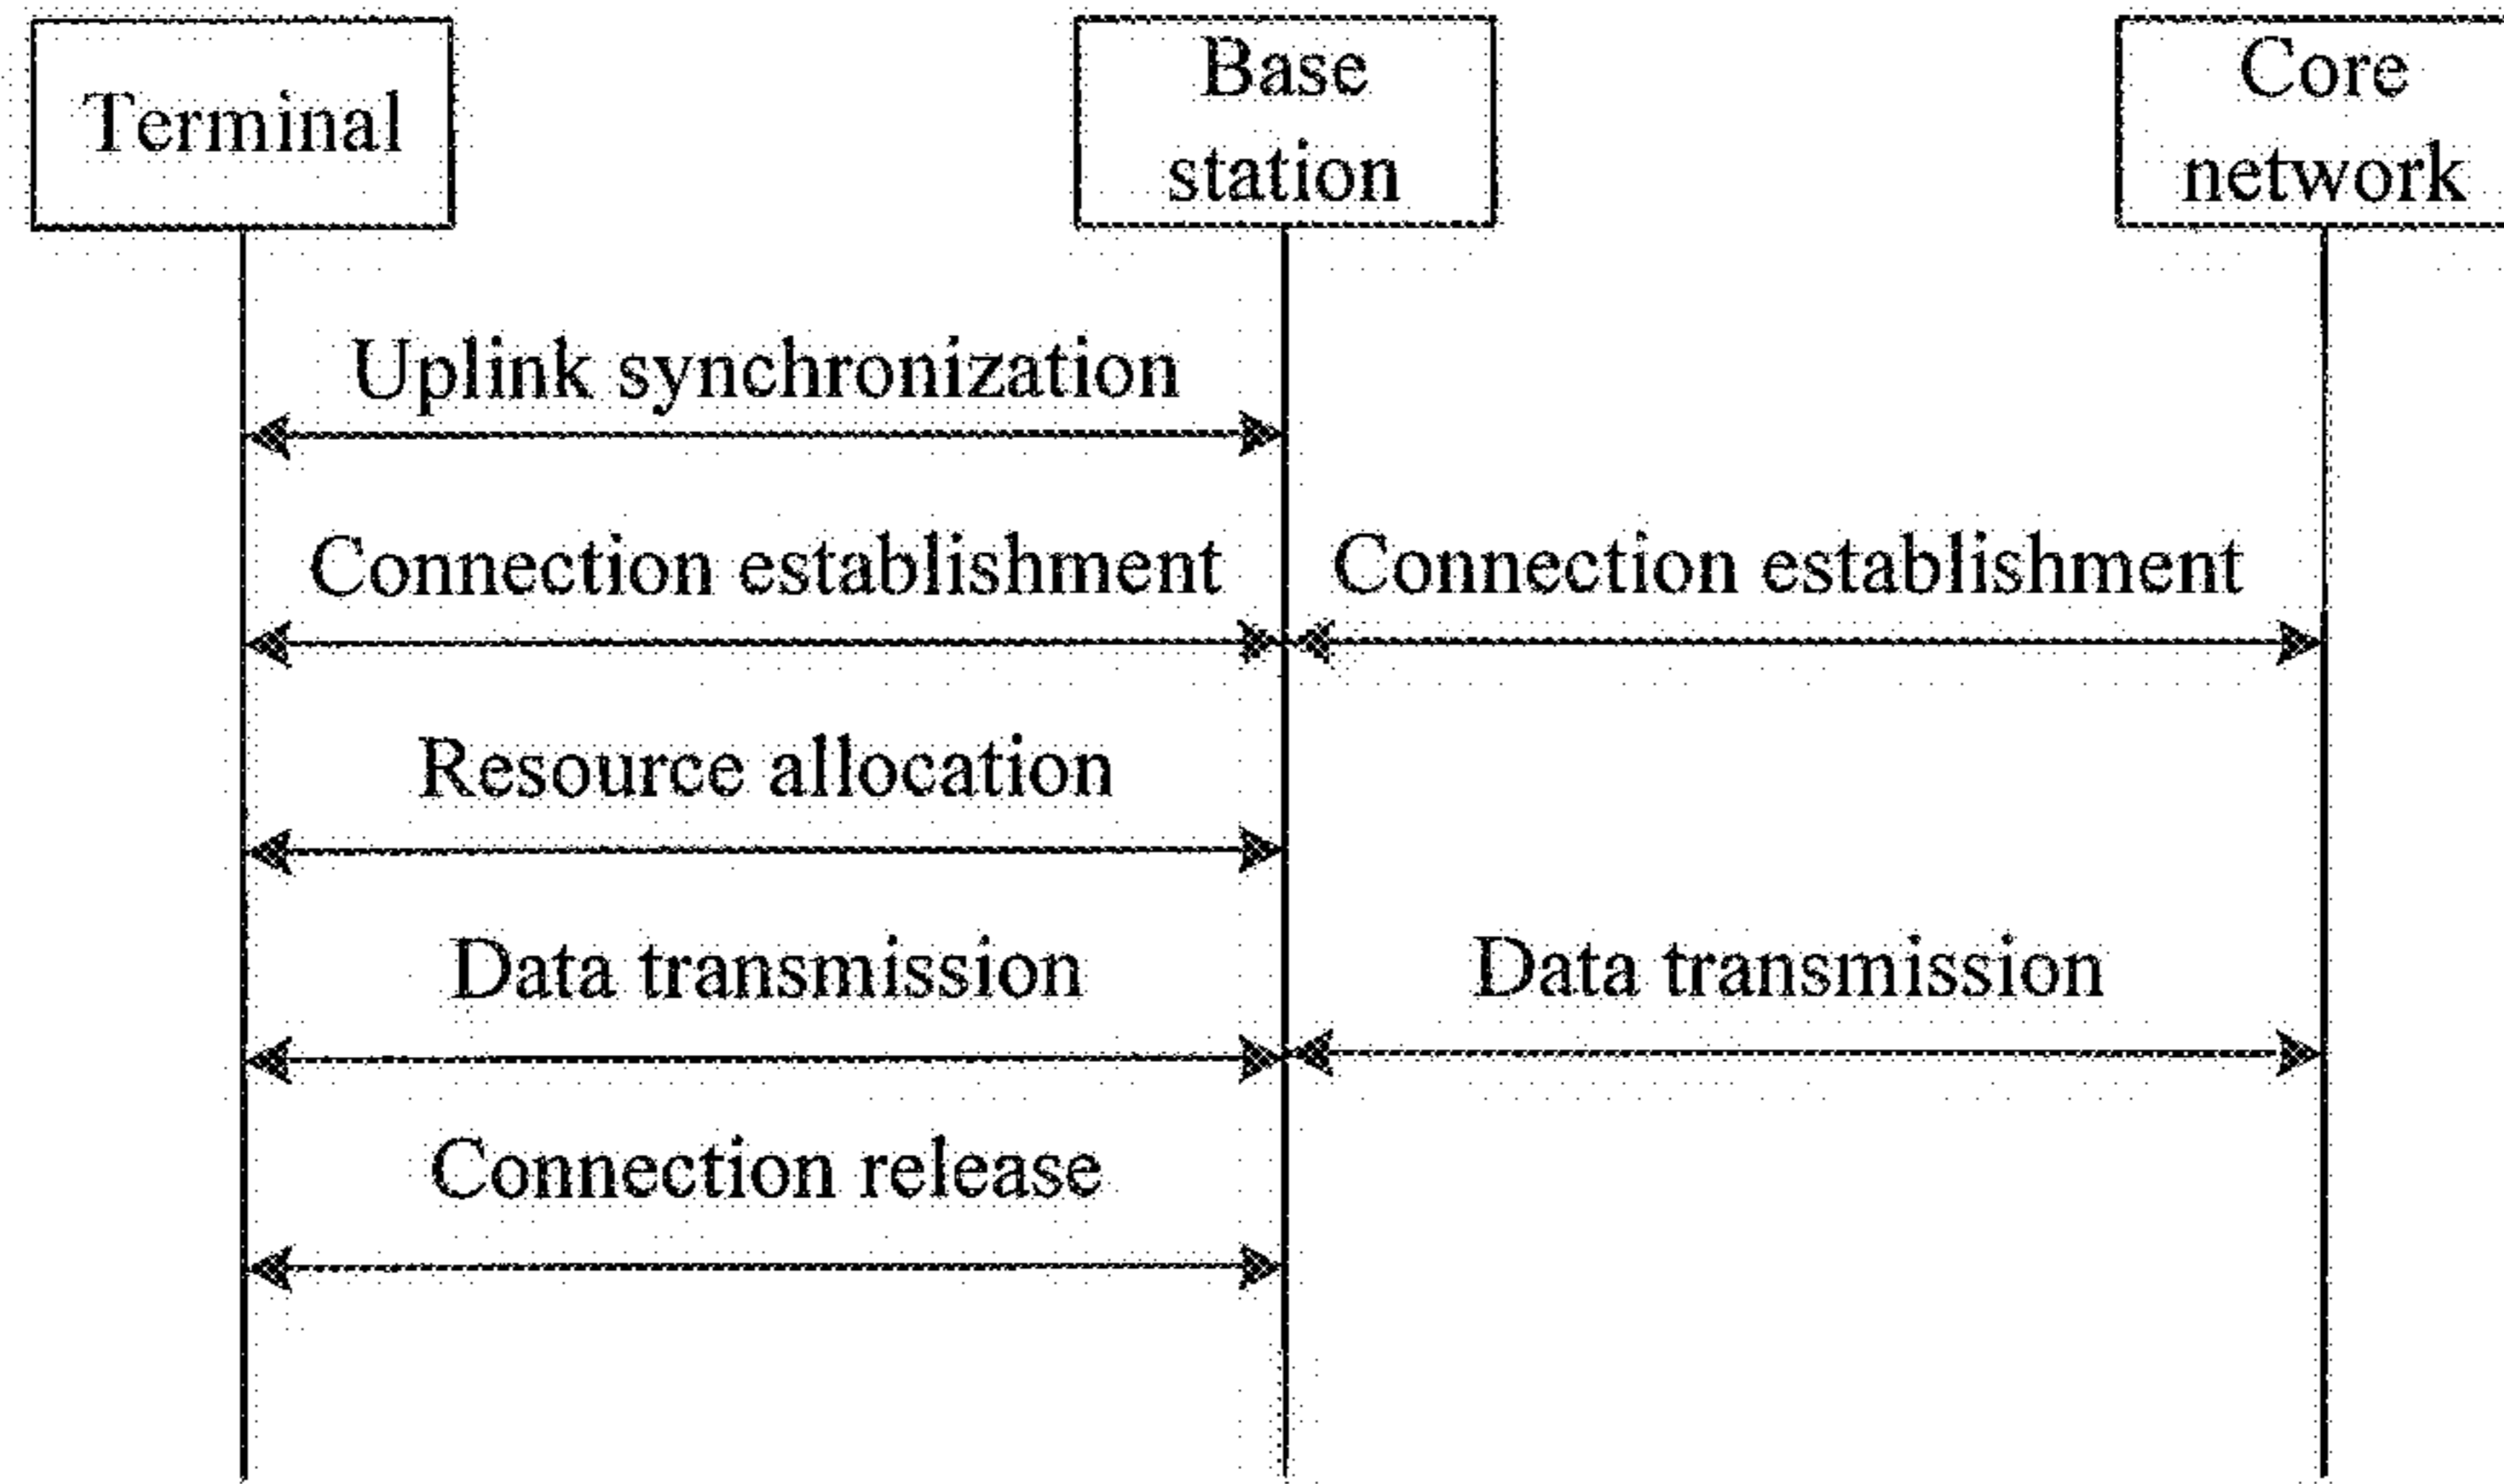 Terminal
Base
station
Core
network
Uplink synchronization
Connection establishment
Connection establishment
Resource allocation
Data transmission
Data transmission
Connection release